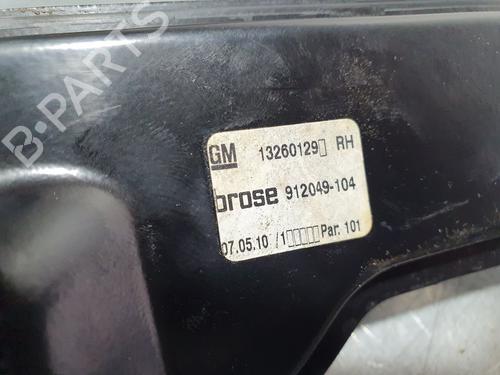 B-PARTS
GM 13260129▯ RH
brose 912049-104
07.05.10 /1▯▯▯▯▯ Par. 101